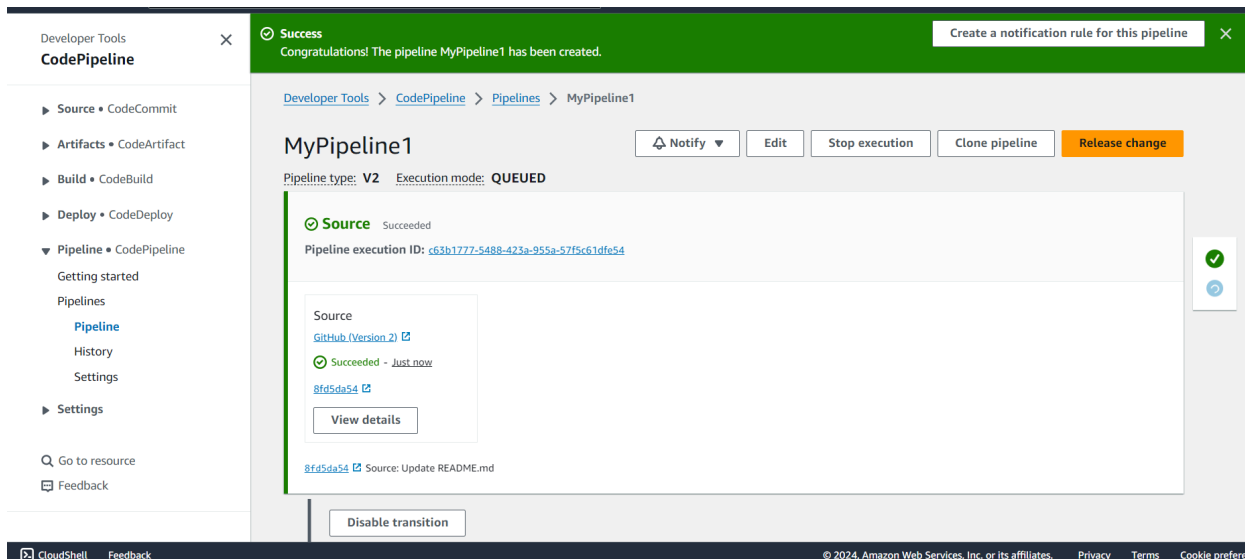 Developer Tools
CodePipeline
Source • CodeCommit
Artifacts • CodeArtifact
Build • CodeBuild
Deploy • CodeDeploy
Pipeline • CodePipeline
Getting started
Pipelines
Pipeline
History
Settings
Settings
Go to resource
Feedback
Success
Congratulations! The pipeline MyPipeline1 has been created.
Create a notification rule for this pipeline
Developer Tools > CodePipeline > Pipelines > MyPipeline1
MyPipeline1
Notify
Edit
Stop execution
Clone pipeline
Release change
Pipeline type: V2 Execution mode: QUEUED
Source Succeeded
Pipeline execution ID: c63b1777-5488-423a-955a-57f5c61dfe54
Source
GitHub (Version 2)
Succeeded - Just now
8fd5da54
View details
8fd5da54 Source: Update README.md
Disable transition
CloudShell Feedback © 2024, Amazon Web Services, Inc. or its affiliates. Privacy Terms Cookie prefere